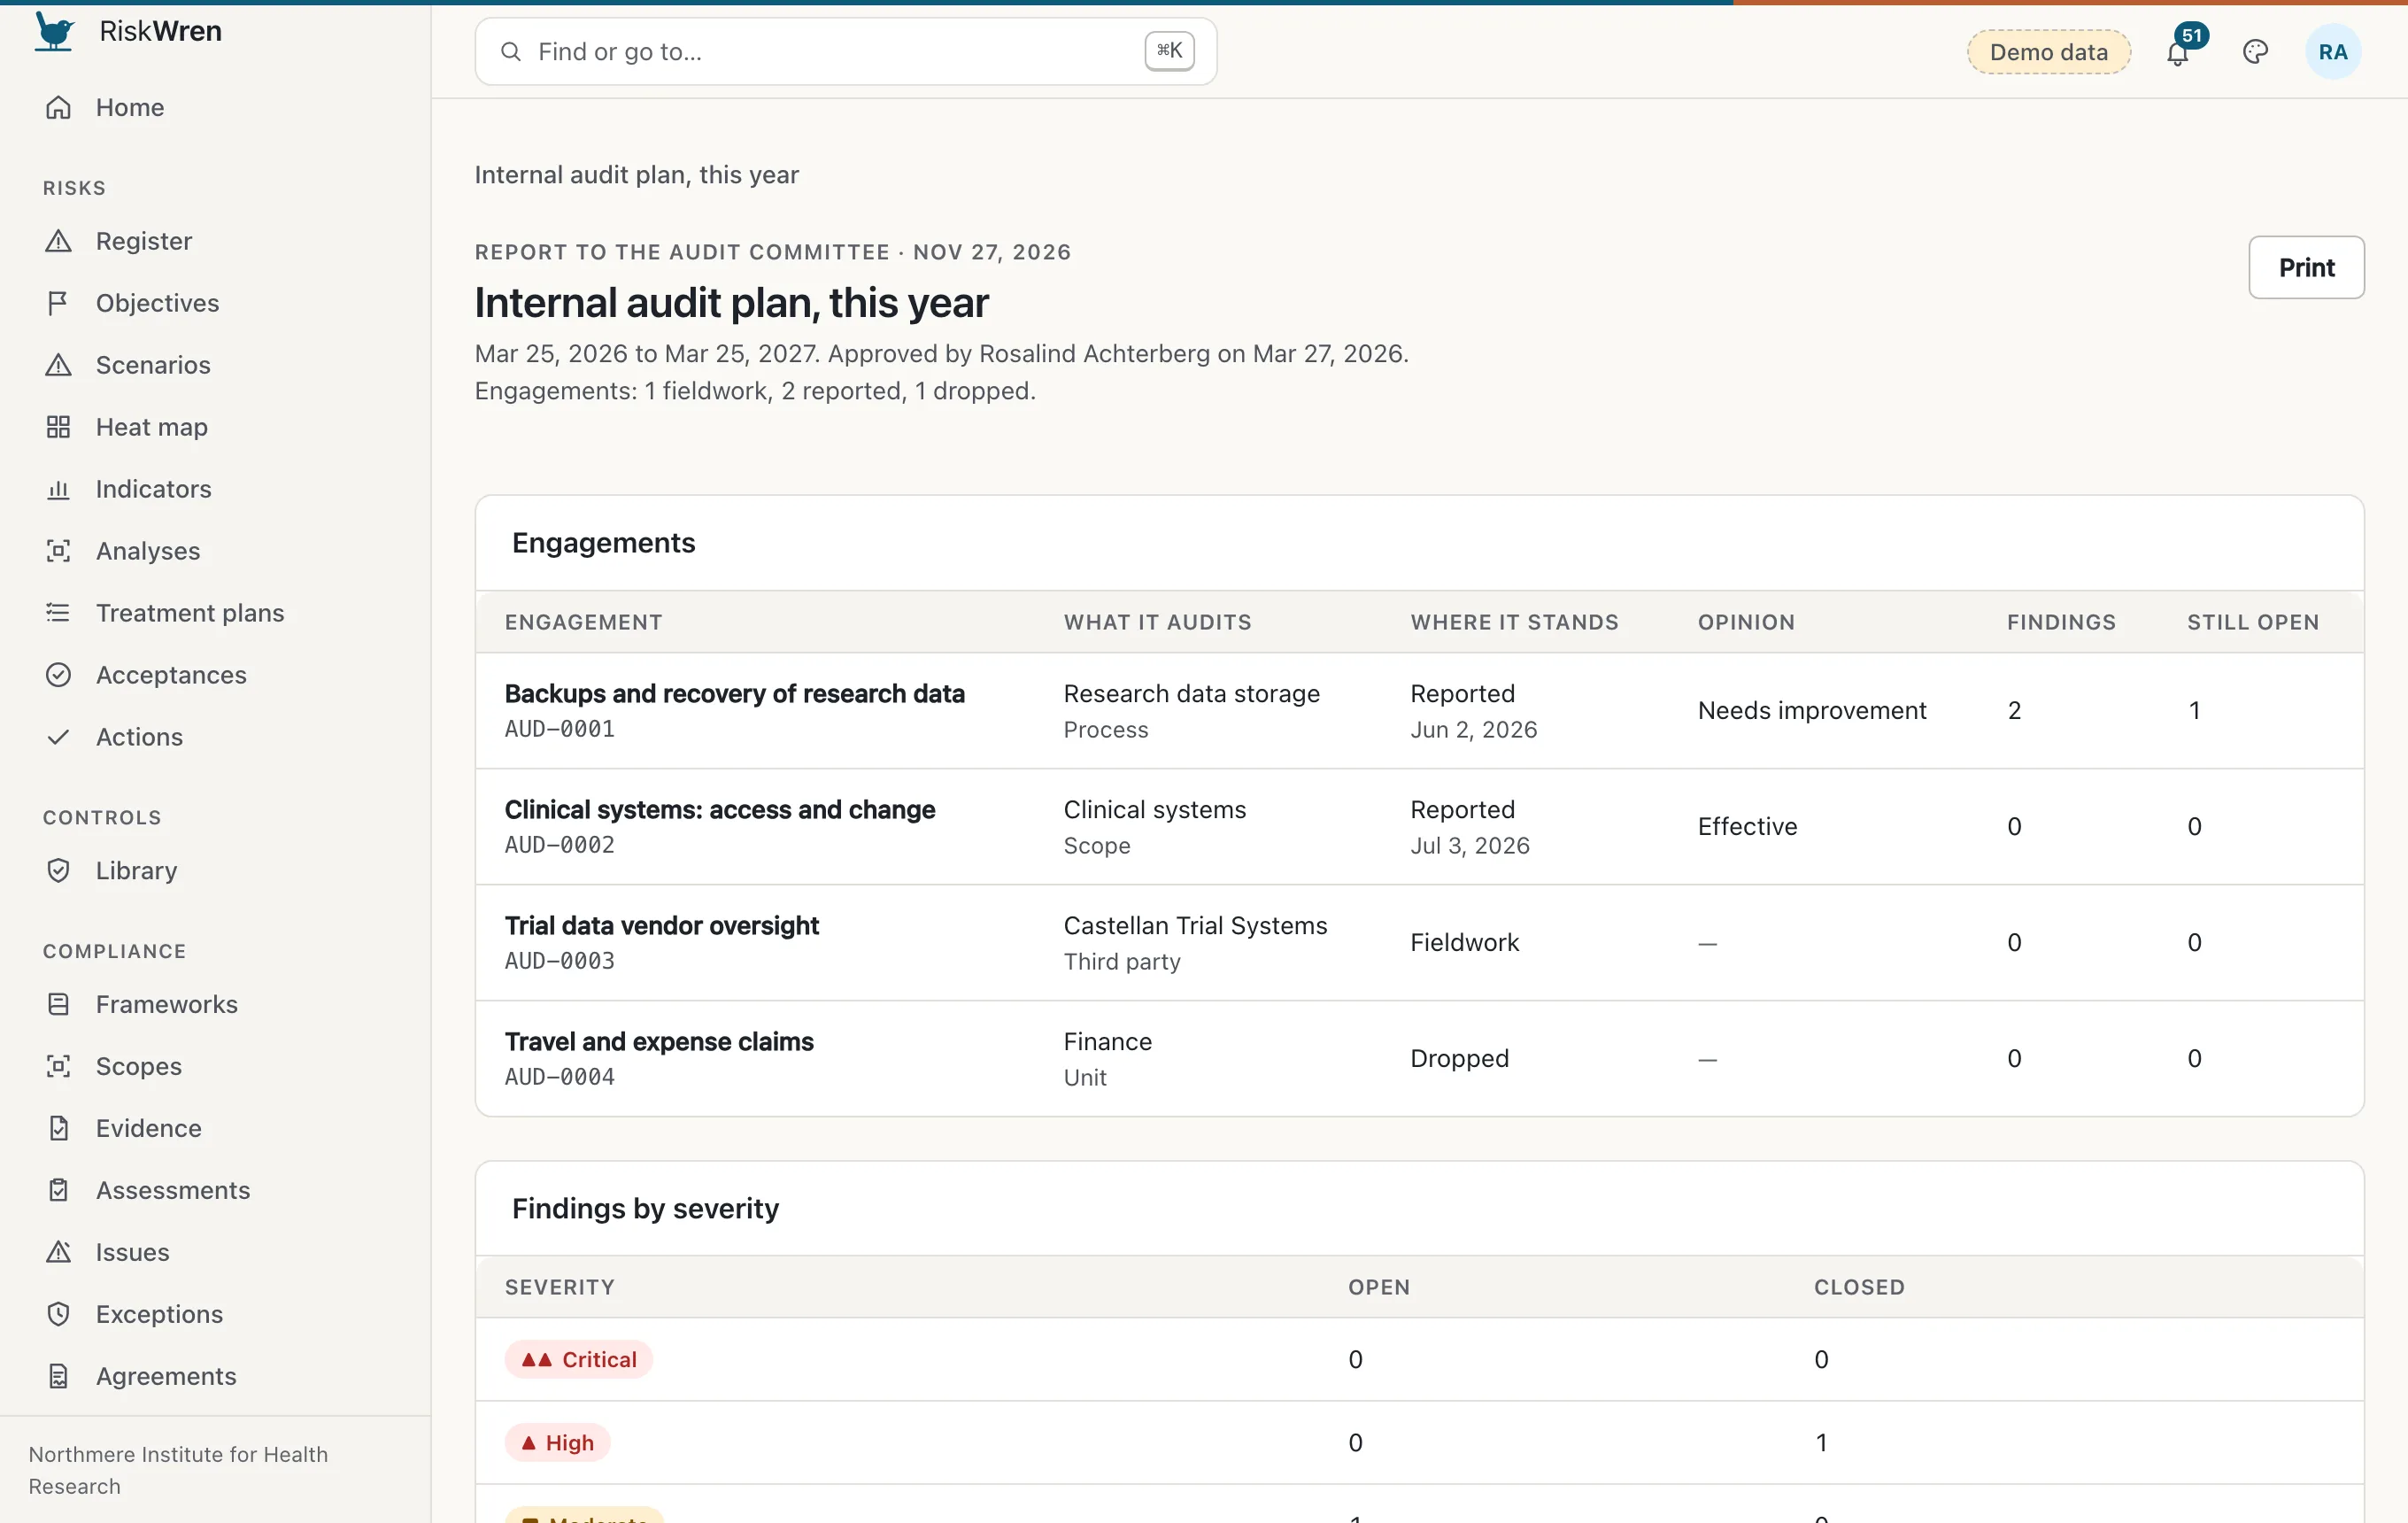 RiskWren
Find or go to...
⌘K
Demo data
51
RA
Home
RISKS
Register
Objectives
Scenarios
Heat map
Indicators
Analyses
Treatment plans
Acceptances
Actions
CONTROLS
Library
COMPLIANCE
Frameworks
Scopes
Evidence
Assessments
Issues
Exceptions
Agreements
Northmere Institute for Health
Research
Internal audit plan, this year
REPORT TO THE AUDIT COMMITTEE · NOV 27, 2026
Internal audit plan, this year
Mar 25, 2026 to Mar 25, 2027. Approved by Rosalind Achterberg on Mar 27, 2026.
Engagements: 1 fieldwork, 2 reported, 1 dropped.
Print
Engagements
ENGAGEMENT WHAT IT AUDITS WHERE IT STANDS OPINION FINDINGS STILL OPEN
Backups and recovery of research data Research data storage Reported Needs improvement 2 1
AUD-0001 Process Jun 2, 2026
Clinical systems: access and change Clinical systems Reported Effective 0 0
AUD-0002 Scope Jul 3, 2026
Trial data vendor oversight Castellan Trial Systems Fieldwork — 0 0
AUD-0003 Third party
Travel and expense claims Finance Dropped — 0 0
AUD-0004 Unit
Findings by severity
SEVERITY OPEN CLOSED
Critical 0 0
High 0 1
Moderate 1 0